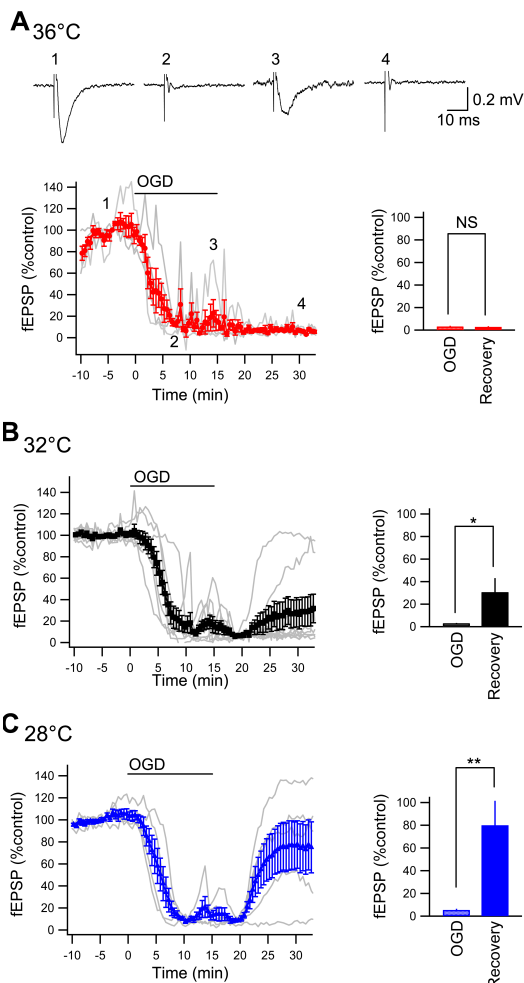 A 36°C
1 2 3 4
0.2 mV
10 ms
OGD
140
120
100
80
60
40
20
0
fEPSP (%control)
1
2
3
4
-10 -5 0 5 10 15 20 25 30
Time (min)
100
80
60
40
20
0
fEPSP (%control)
NS
OGD
Recovery
B 32°C
OGD
140
120
100
80
60
40
20
0
fEPSP (%control)
-10 -5 0 5 10 15 20 25 30
Time (min)
100
80
60
40
20
0
fEPSP (%control)
*
OGD
Recovery
C 28°C
OGD
140
120
100
80
60
40
20
0
fEPSP (%control)
-10 -5 0 5 10 15 20 25 30
Time (min)
100
80
60
40
20
0
fEPSP (%control)
**
OGD
Recovery